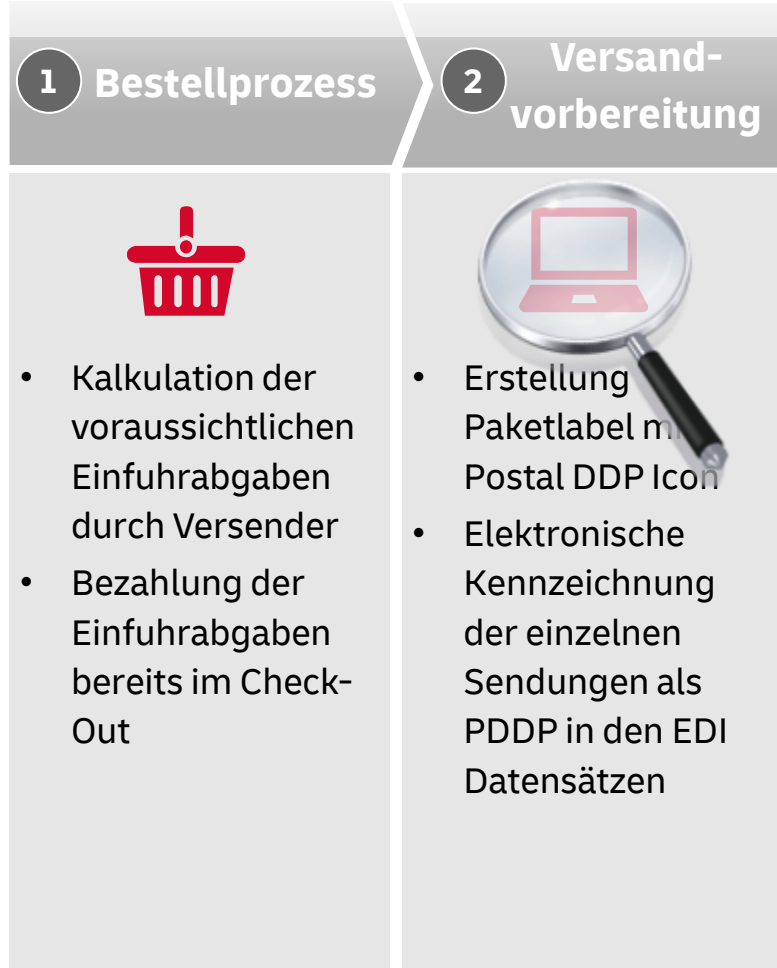 1 Bestellprozess
• Kalkulation der
voraussichtlichen
Einfuhrabgaben
durch Versender
• Bezahlung der
Einfuhrabgaben
bereits im Check-
Out
2 Versand-
vorbereitung
• Erstellung
Paketlabel
Postal DDP Icon
• Elektronische
Kennzeichnung
der einzelnen
Sendungen als
PDDP in den EDI
Datensätzen